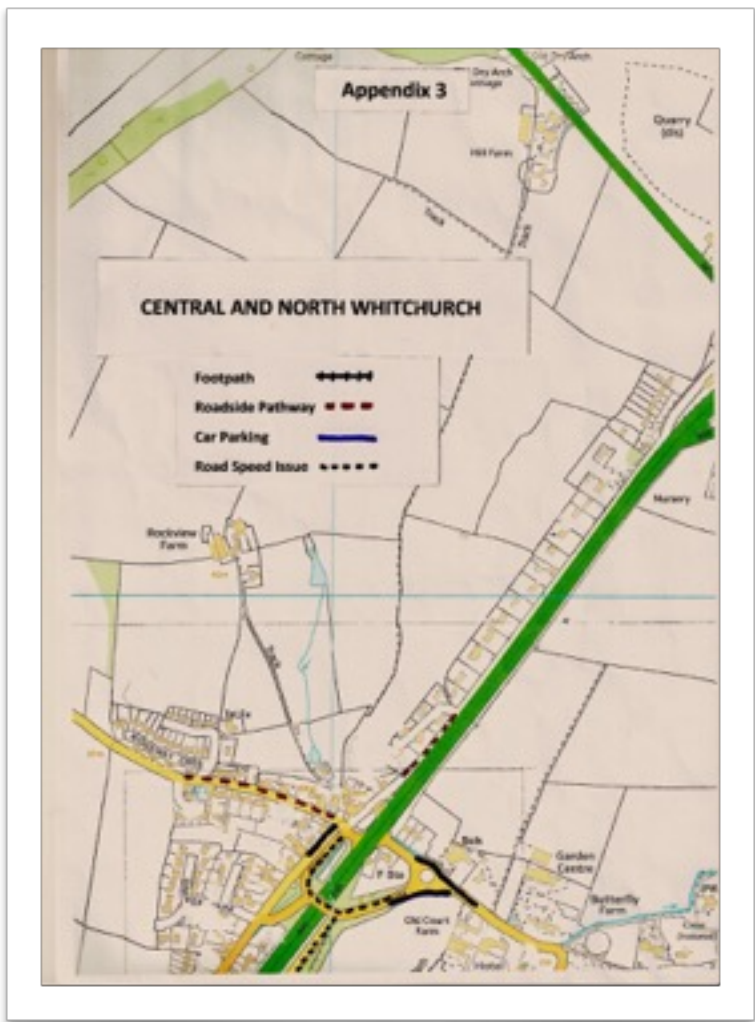 Cottage
Appendix 3
Dry Arch
Quarry
(dis)
Hill Farm
Track
Track
CENTRAL AND NORTH WHITCHURCH
Footpath
Roadside Pathway
Car Parking
Road Speed Issue
Nursery
Rockview
Farm
Track
Garden
Centre
Butterfly
Farm
Old Court
Farm
Hotel